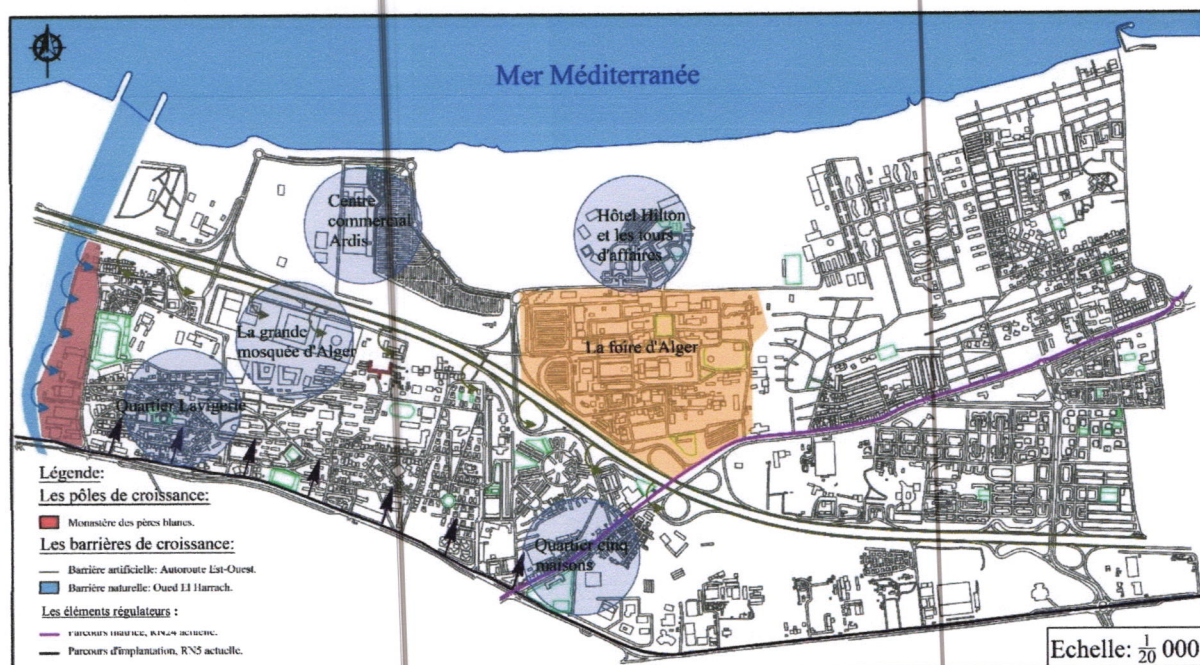 Mer Méditerranée
Centre
commercial
Ardis
Hôtel Hilton
et les tours
d'affaires
La grande
mosquée d'Alger
La foire d'Alger
Quartier Lavigerie
Quartier cinq
maisons
Légende:
Les pôles de croissance:
Monastère des pères blancs.
Les barrières de croissance:
Barrière artificielle: Autoroute Est-Ouest.
Barrière naturelle: Oued El Harrach.
Les éléments régulateurs :
Parcours matrice, RN24 actuelle.
Parcours d'implantation, RN5 actuelle.
Echelle: 1/20 000